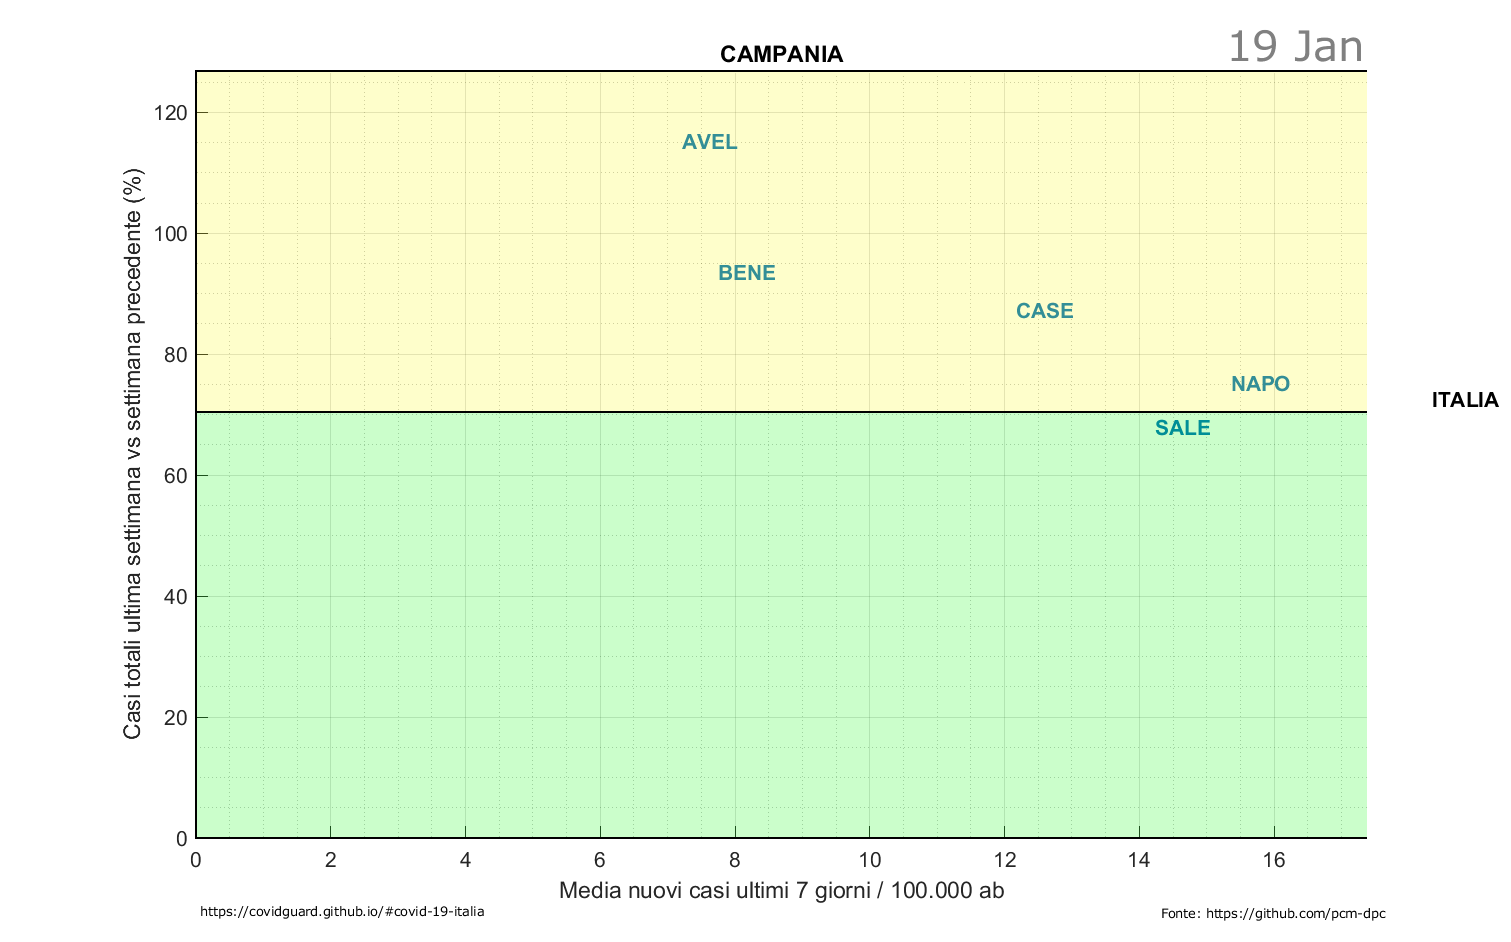 CAMPANIA
19 Jan
120
100
80
60
40
20
0
Casi totali ultima settimana vs settimana precedente (%)
AVEL
BENE
CASE
NAPO
ITALIA
SALE
0 2 4 6 8 10 12 14 16
Media nuovi casi ultimi 7 giorni / 100.000 ab
https://covidguard.github.io/#covid-19-italia
Fonte: https://github.com/pcm-dpc